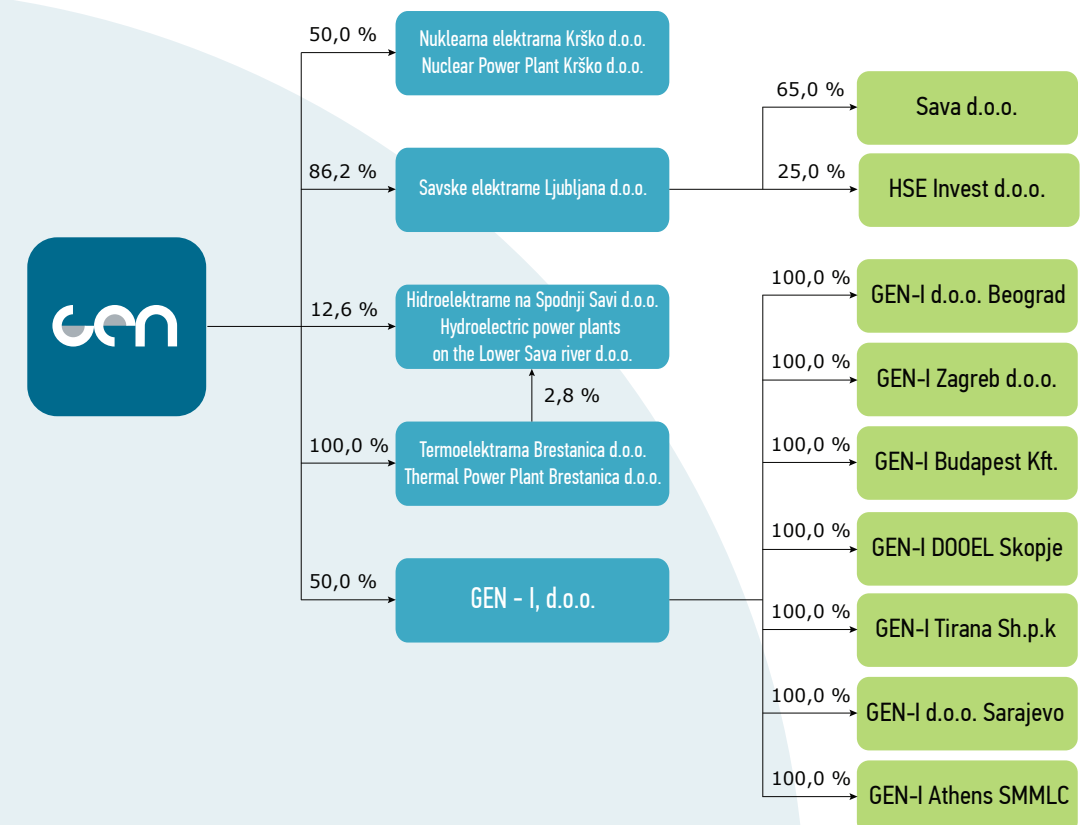 gen
50,0 %
Nuklearna elektrarna Krško d.o.o.
Nuclear Power Plant Krško d.o.o.
86,2 %
Savske elektrarne Ljubljana d.o.o.
65,0 %
Sava d.o.o.
25,0 %
HSE Invest d.o.o.
12,6 %
Hidroelektrarne na Spodnji Savi d.o.o.
Hydroelectric power plants
on the Lower Sava river d.o.o.
2,8 %
100,0 %
Termoelektrarna Brestanica d.o.o.
Thermal Power Plant Brestanica d.o.o.
50,0 %
GEN - I, d.o.o.
100,0 %
GEN-I d.o.o. Beograd
100,0 %
GEN-I Zagreb d.o.o.
100,0 %
GEN-I Budapest Kft.
100,0 %
GEN-I DOOEL Skopje
100,0 %
GEN-I Tirana Sh.p.k
100,0 %
GEN-I d.o.o. Sarajevo
100,0 %
GEN-I Athens SMMLC